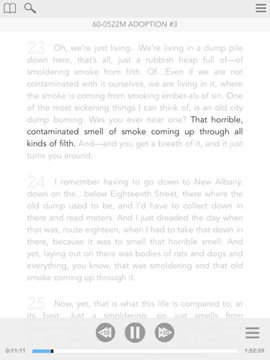 60-0522M ADOPTION #3
23 Oh, we're just living...We're living in a dump pile
down here, that's all, just a rubbish heap full of—of
smoldering smoke from filth. Of...Even if we are not
contaminated with it ourselves, we are living in it, where
the smoke is coming from smoking ember-als of sin. One
of the most sickening things I can think of, is an old city
dump burning. Was you ever near one? That horrible,
contaminated smell of smoke coming up through all
kinds of filth. And—and you get a breath of it, and it just
turns you around.
24 I remember having to go down to New Albany,
down on the...below Eighteenth Street, there where the
old dump used to be, and I'd have to collect down in
there and read meters. And I just dreaded the day when
that was, route eighteen, when I had to take that down in
there, because it was to smell that horrible smell. And
yet, laying out on there was bodies of rats and dogs and
everything, you know, that was smoldering and that old
smoke coming up through it.
25 Now, yet, that is what this life is compared to, at
its best. Just a smoldering, sin just smells from
0:11:11
1:52:39